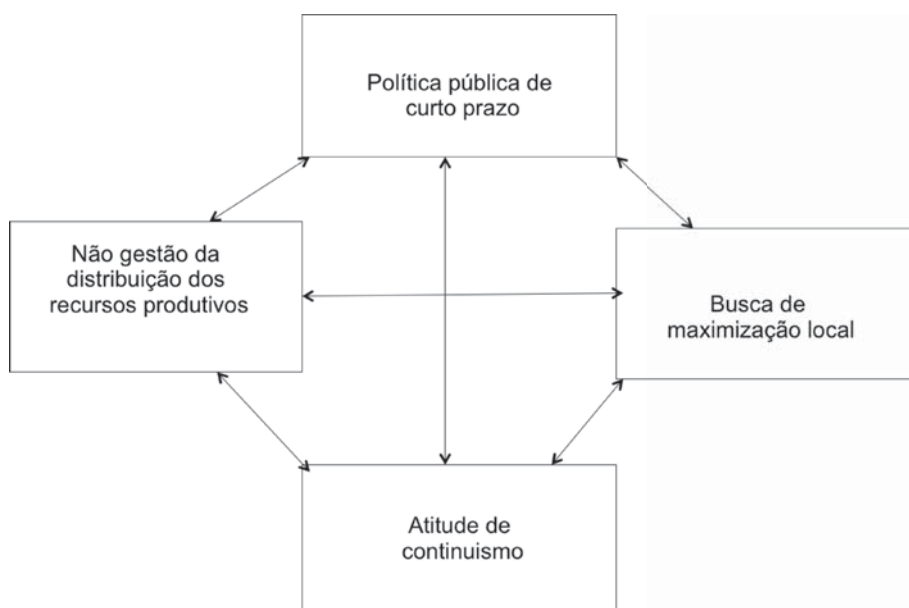 Política pública de
curto prazo
Não gestão da
distribuição dos
recursos produtivos
Busca de
maximização local
Atitude de
continuismo